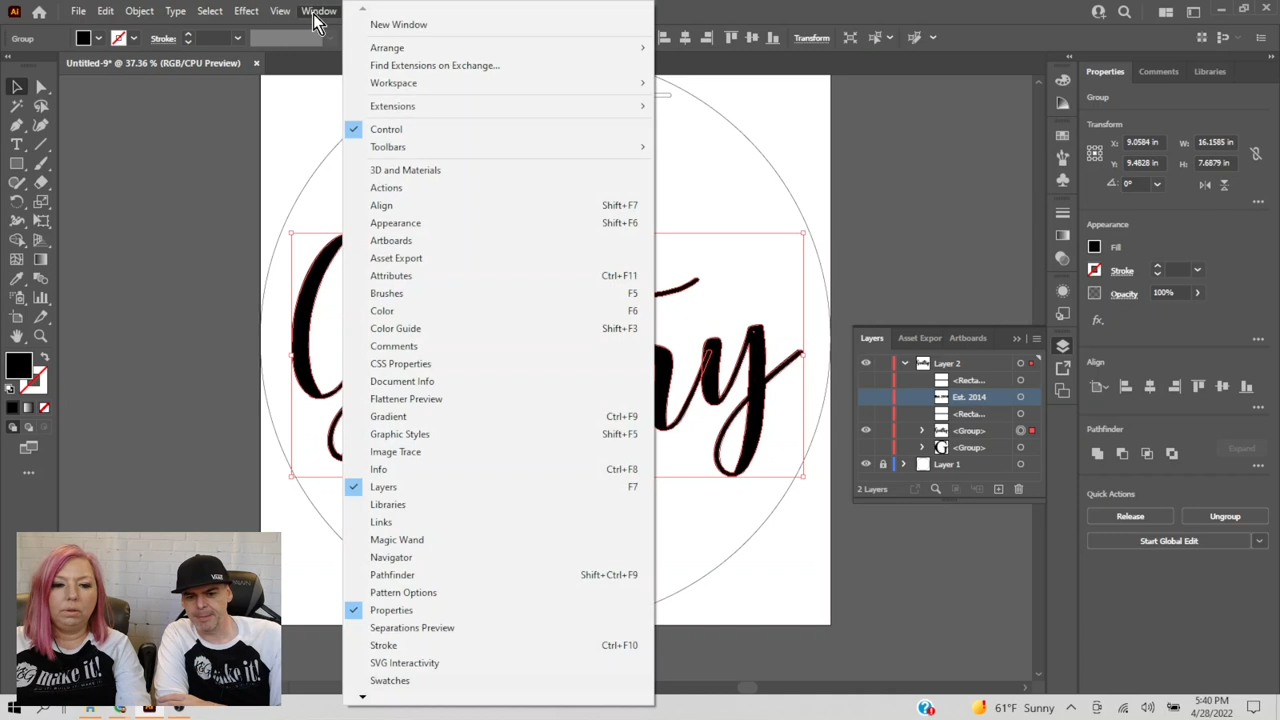 Ai File Edit Object Type Select Effect View Window
Group Stroke: Transform
Untitled-9* @ 37.36 % (RGB/CPU Preview) ×
New Window
Arrange
Find Extensions on Exchange...
Workspace
Extensions
Control
Toolbars
3D and Materials
Actions
Align Shift+F7
Appearance Shift+F6
Artboards
Asset Export
Attributes Ctrl+F11
Brushes F5
Color F6
Color Guide Shift+F3
Comments
CSS Properties
Document Info
Flattener Preview
Gradient Ctrl+F9
Graphic Styles Shift+F5
Image Trace
Info Ctrl+F8
Layers F7
Libraries
Links
Magic Wand
Navigator
Pathfinder Shift+Ctrl+F9
Pattern Options
Properties
Separations Preview
Stroke Ctrl+F10
SVG Interactivity
Swatches
Layers Asset Expor Artboards
Layer 2
<Recta...
Est. 2014
<Recta...
<Group>
<Group>
Layer 1
2 Layers
Properties Comments Libraries
Group
Transform
X: 9.0584 in W: 16.1585 in
Y: 9.4828 in H: 7.6879 in
0°
Appearance
Fill
Stroke
Opacity 100%
fx.
Align
Pathfinder
Expand
Quick Actions
Release Ungroup
Start Global Edit
make it!
make it!
61°F Sunny
5:40 PM
4/28/2022